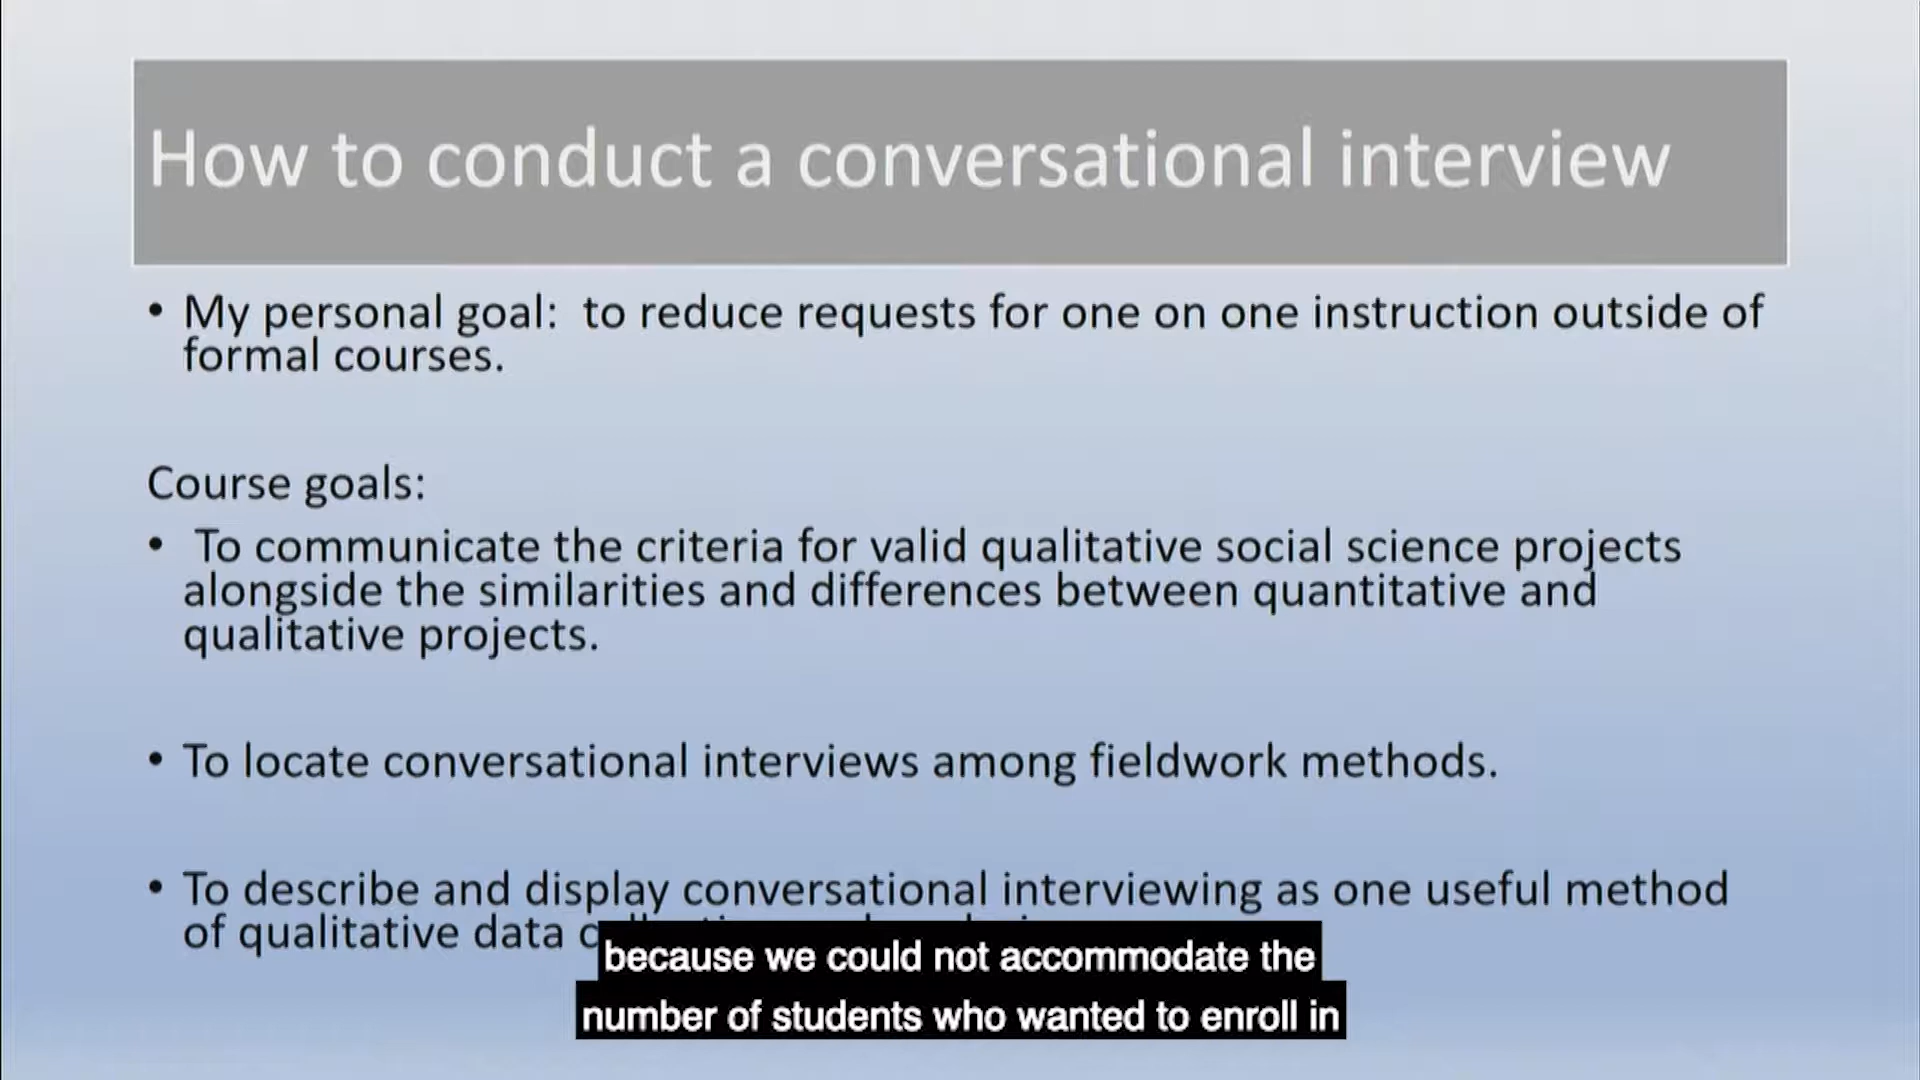 How to conduct a conversational interview
• My personal goal:  to reduce requests for one on one instruction outside of
formal courses.
Course goals:
• To communicate the criteria for valid qualitative social science projects
alongside the similarities and differences between quantitative and
qualitative projects.
• To locate conversational interviews among fieldwork methods.
• To describe and display conversational interviewing as one useful method
of qualitative data
because we could not accommodate the
number of students who wanted to enroll in